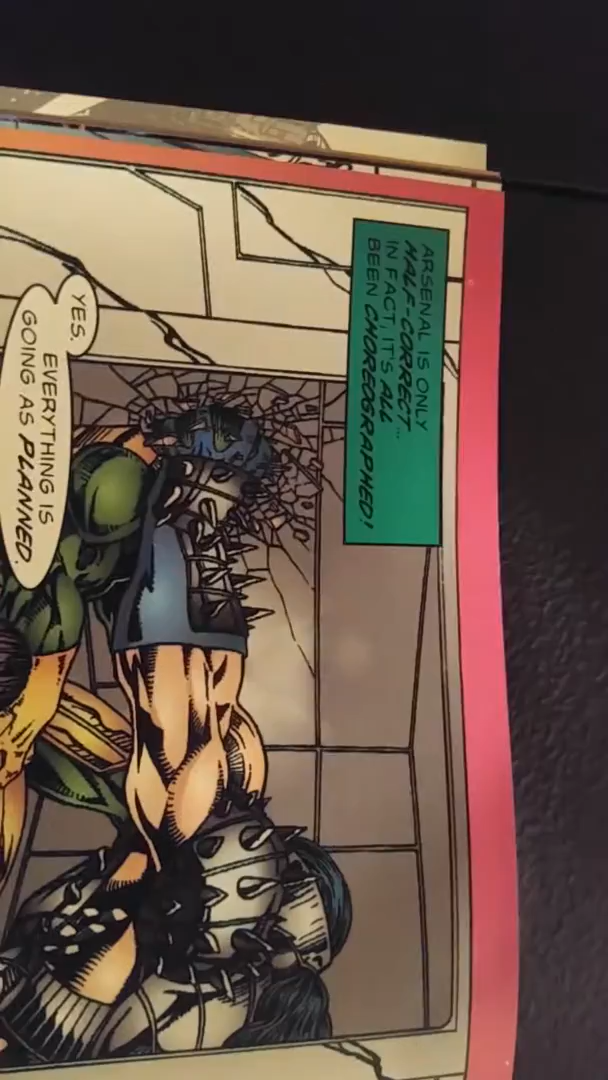 ARSENAL IS ONLY
HALF-CORRECT...
IN FACT, IT'S ALL
BEEN CHOREOGRAPHED!
YES.
EVERYTHING IS
GOING AS PLANNED.